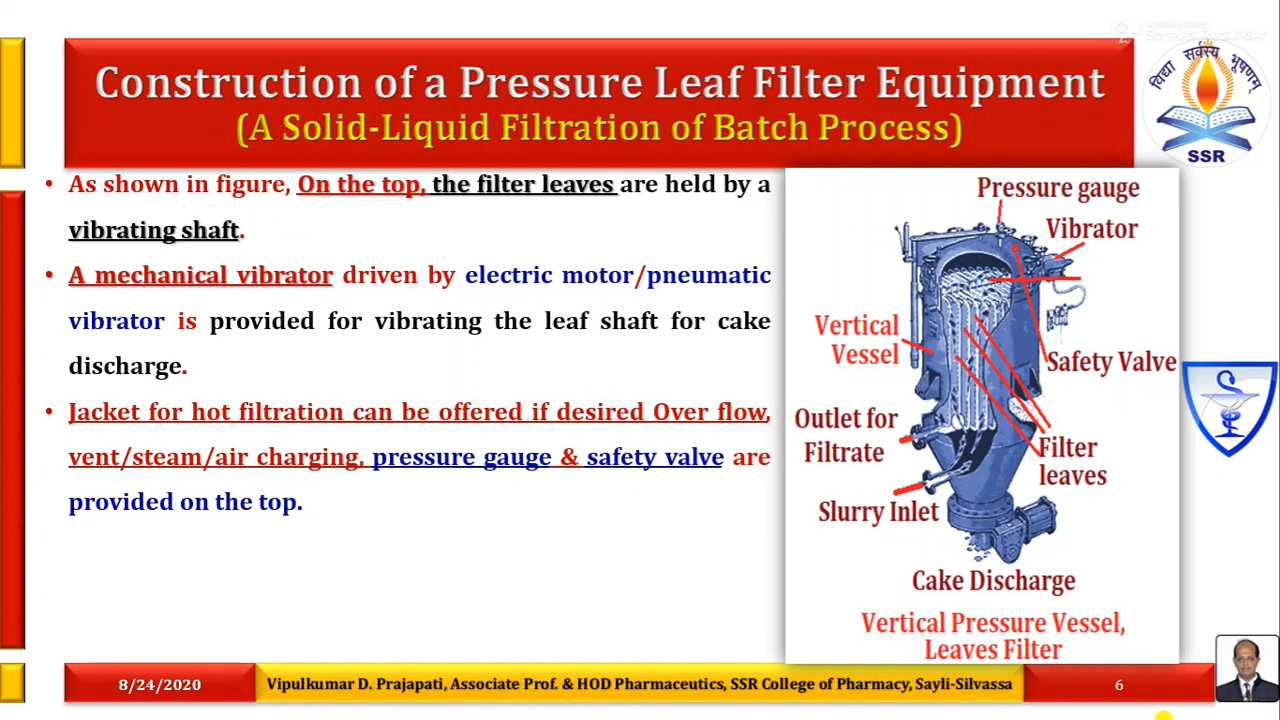 Construction of a Pressure Leaf Filter Equipment
(A Solid-Liquid Filtration of Batch Process)
विद्या सर्वस्य भूषणम्
SSR
• As shown in figure, On the top, the filter leaves are held by a
vibrating shaft.
• A mechanical vibrator driven by electric motor/pneumatic
vibrator is provided for vibrating the leaf shaft for cake
discharge.
• Jacket for hot filtration can be offered if desired Over flow,
vent/steam/air charging, pressure gauge & safety valve are
provided on the top.
Pressure gauge
Vibrator
Vertical
Vessel
Safety Valve
Outlet for
Filtrate
Filter
leaves
Slurry Inlet
Cake Discharge
Vertical Pressure Vessel,
Leaves Filter
8/24/2020
Vipulkumar D. Prajapati, Associate Prof. & HOD Pharmaceutics, SSR College of Pharmacy, Sayli-Silvassa
6